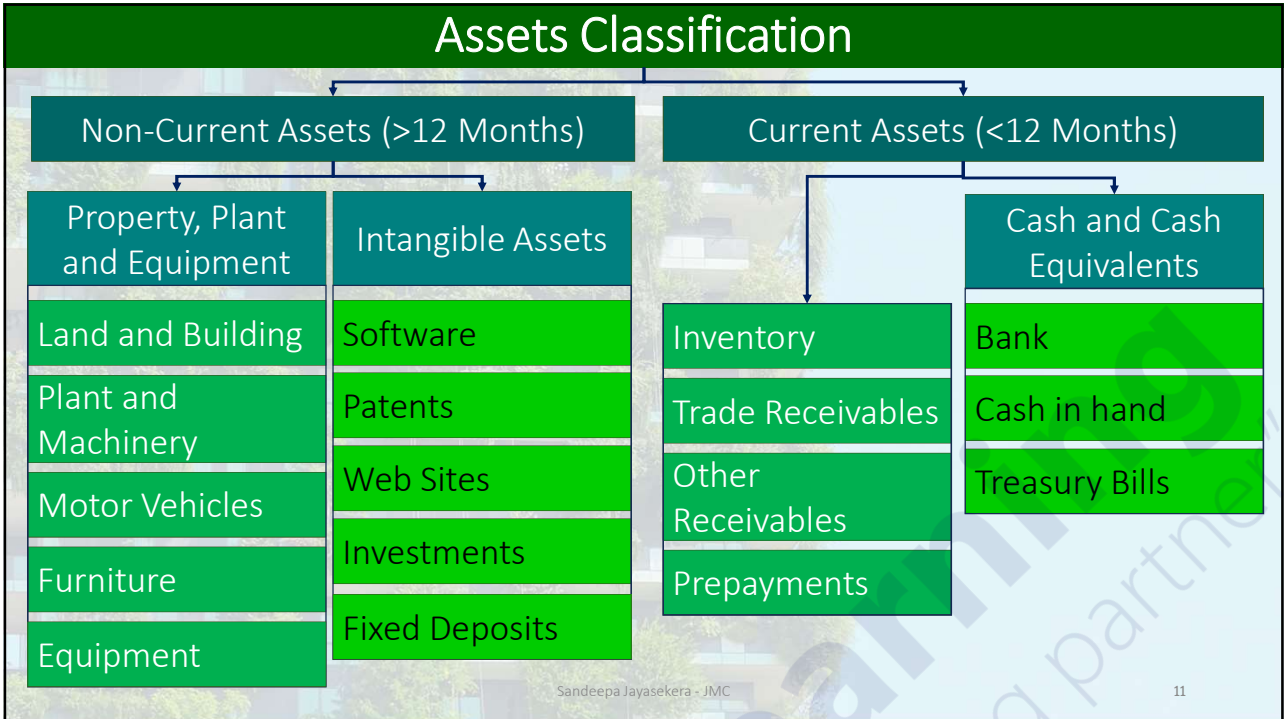 Assets Classification
Non-Current Assets (>12 Months)
Current Assets (<12 Months)
Property, Plant
and Equipment
Land and Building
Plant and
Machinery
Motor Vehicles
Furniture
Equipment
Intangible Assets
Software
Patents
Web Sites
Investments
Fixed Deposits
Inventory
Trade Receivables
Other
Receivables
Prepayments
Cash and Cash
Equivalents
Bank
Cash in hand
Treasury Bills
Sandeepa Jayasekera - JMC
11